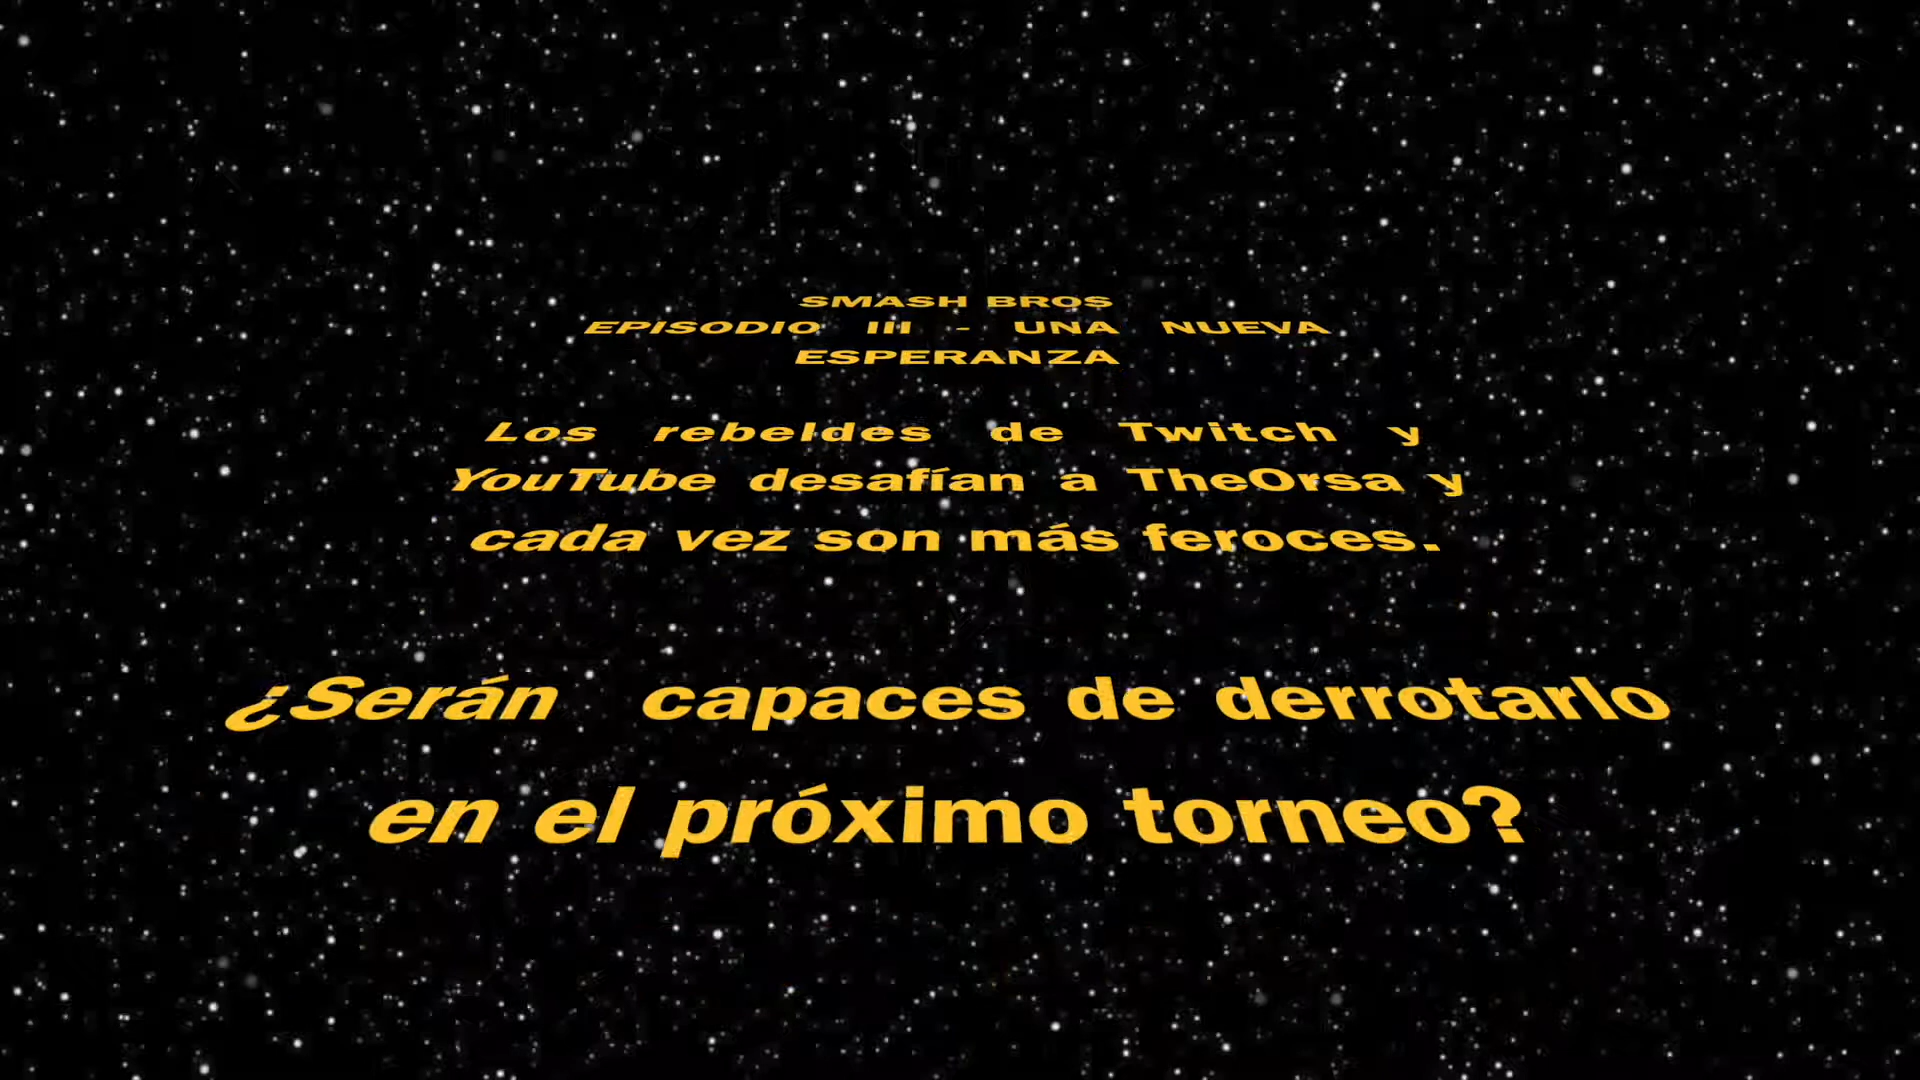 SMASH BROS
EPISODIO III - UNA NUEVA
ESPERANZA
Los rebeldes de Twitch y
YouTube desafían a TheOrsa y
cada vez son más feroces.
¿Serán capaces de derrotarlo
en el próximo torneo?